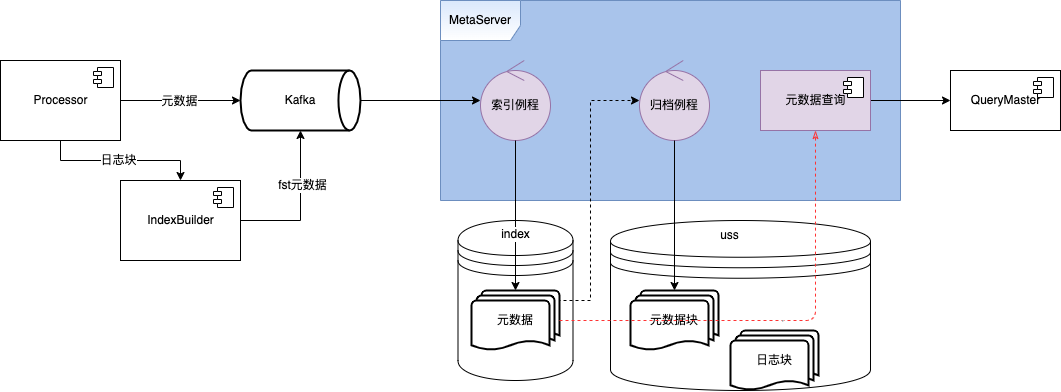 MetaServer
Processor
元数据
Kafka
索引例程
归档例程
元数据查询
QueryMaster
日志块
fst元数据
IndexBuilder
index
uss
元数据
元数据块
日志块